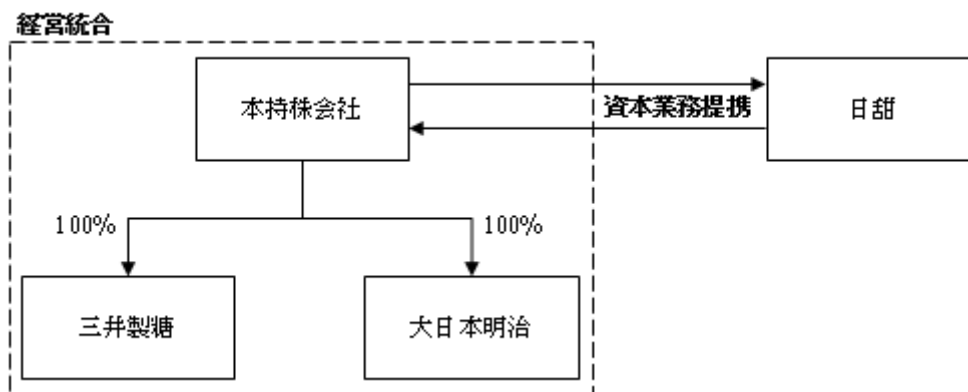 経営統合
本持株会社
資本業務提携
日甜
100%
100%
三井製糖
大日本明治